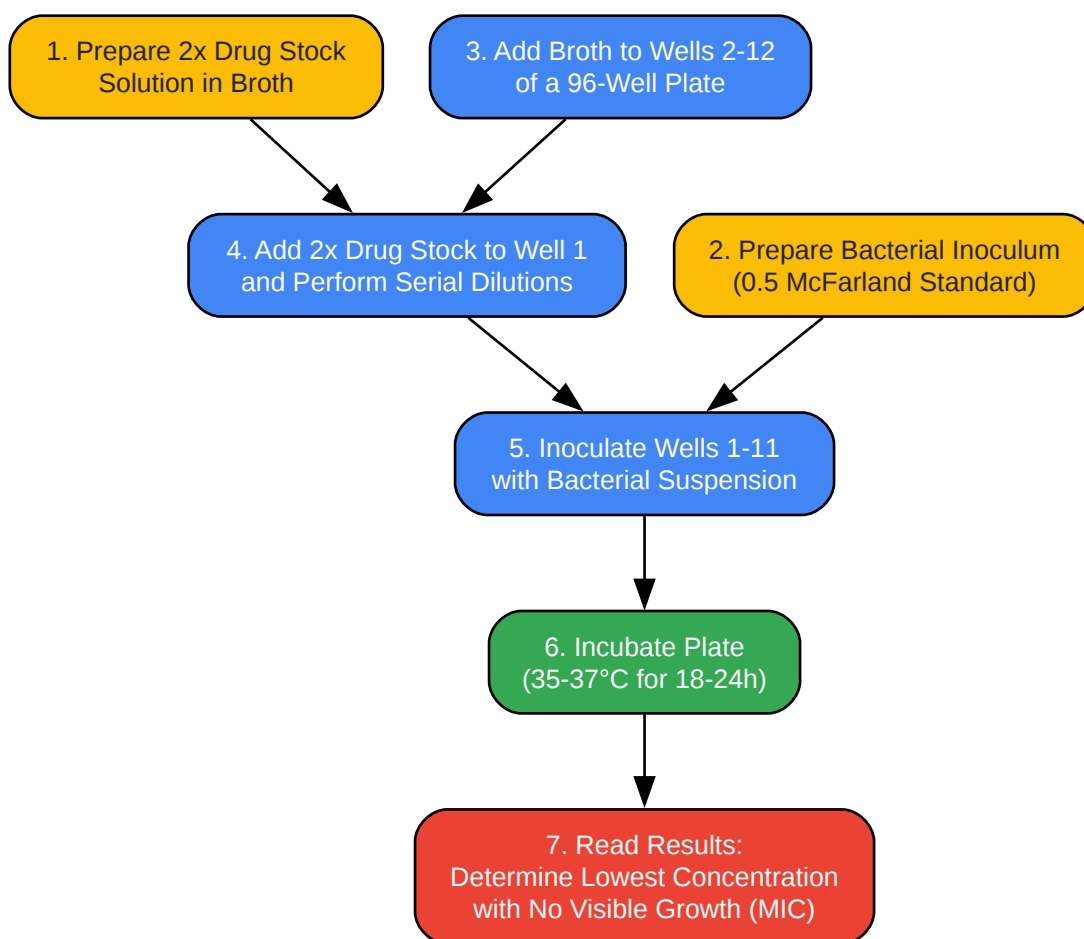 1. Prepare 2x Drug Stock
Solution in Broth
3. Add Broth to Wells 2-12
of a 96-Well Plate
4. Add 2x Drug Stock to Well 1
and Perform Serial Dilutions
2. Prepare Bacterial Inoculum
(0.5 McFarland Standard)
5. Inoculate Wells 1-11
with Bacterial Suspension
6. Incubate Plate
(35-37°C for 18-24h)
7. Read Results:
Determine Lowest Concentration
with No Visible Growth (MIC)